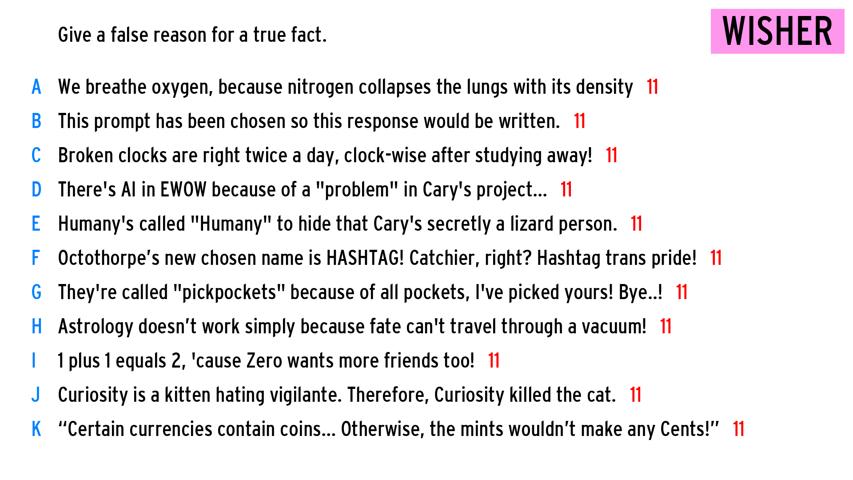 Give a false reason for a true fact.
WISHER
A We breathe oxygen, because nitrogen collapses the lungs with its density 11
B This prompt has been chosen so this response would be written. 11
C Broken clocks are right twice a day, clock-wise after studying away! 11
D There's AI in EWOW because of a "problem" in Cary's project... 11
E Humany's called "Humany" to hide that Cary's secretly a lizard person. 11
F Octothorpe’s new chosen name is HASHTAG! Catchier, right? Hashtag trans pride! 11
G They're called "pickpockets" because of all pockets, I've picked yours! Bye..! 11
H Astrology doesn’t work simply because fate can't travel through a vacuum! 11
I 1 plus 1 equals 2, 'cause Zero wants more friends too! 11
J Curiosity is a kitten hating vigilante. Therefore, Curiosity killed the cat. 11
K “Certain currencies contain coins... Otherwise, the mints wouldn’t make any Cents!” 11